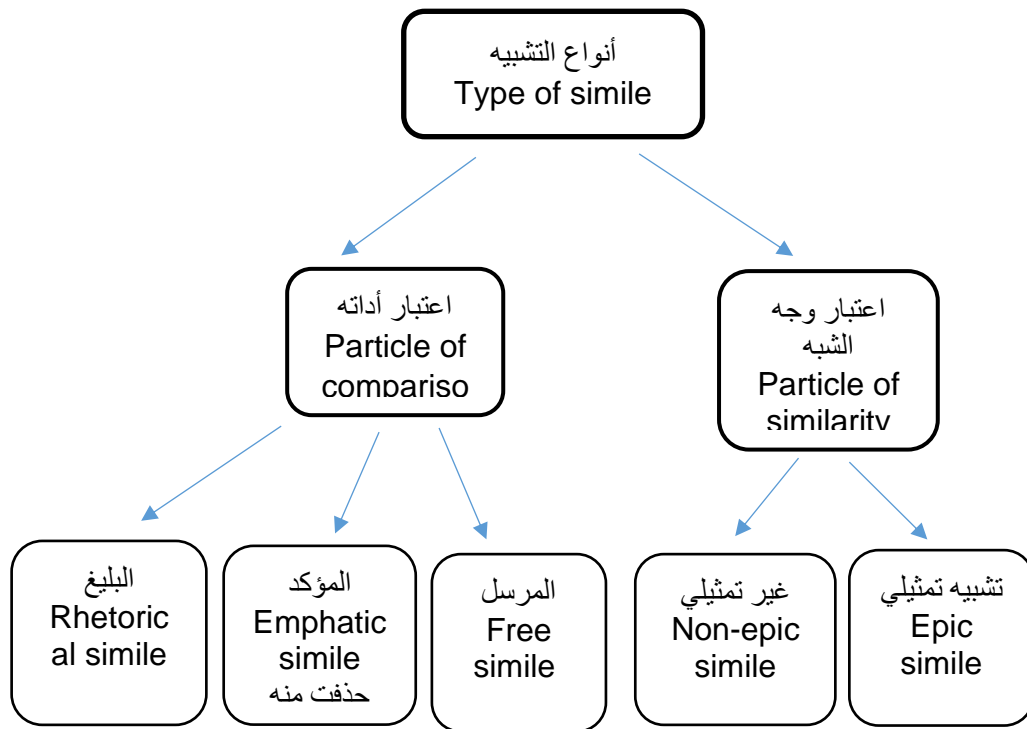 أنواع التشبيه
Type of simile
اعتبار أداته
Particle of
compariso
اعتبار وجه
الشبه
Particle of
similarity
البليغ
Rhetoric
al simile
المؤكد
Emphatic
simile
حذفت منه
المرسل
Free
simile
غير تمثيلي
Non-epic
simile
تشبيه تمثيلي
Epic
simile